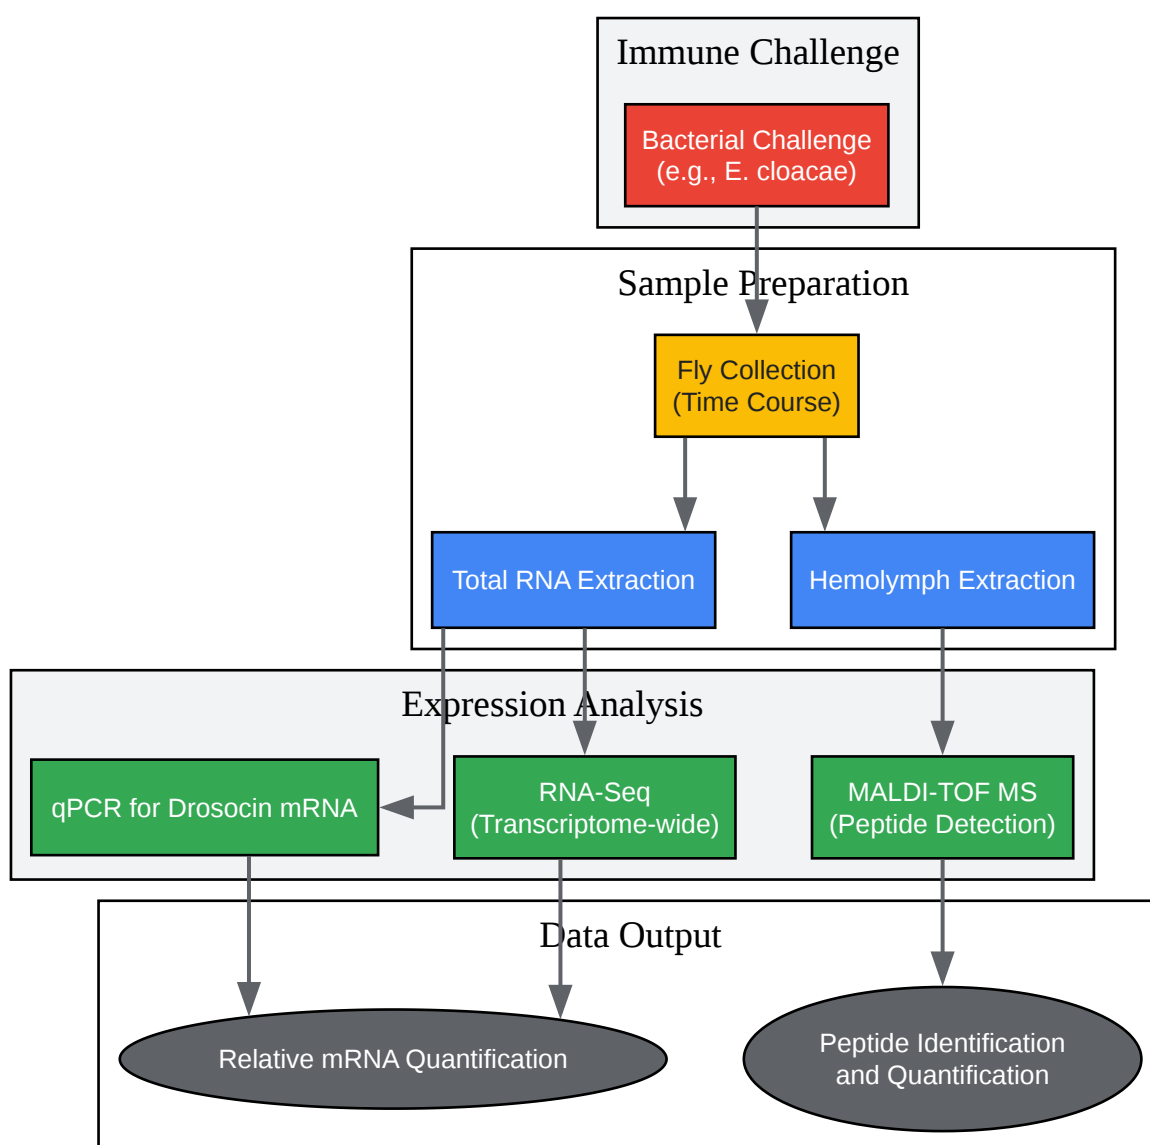 Immune Challenge
Bacterial Challenge
(e.g., E. cloacae)
Sample Preparation
Fly Collection
(Time Course)
Total RNA Extraction
Hemolymph Extraction
Expression Analysis
qPCR for Drosocin mRNA
RNA-Seq
(Transcriptome-wide)
MALDI-TOF MS
(Peptide Detection)
Data Output
Relative mRNA Quantification
Peptide Identification
and Quantification